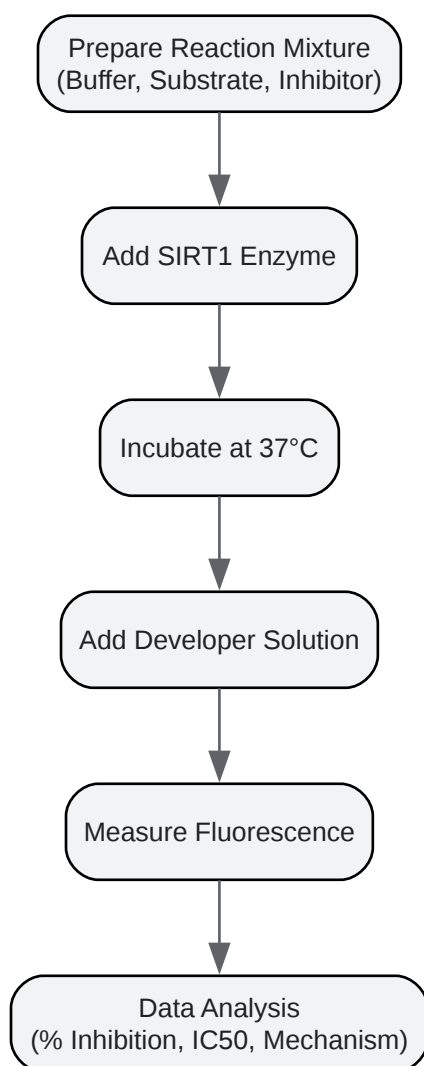 Prepare Reaction Mixture
(Buffer, Substrate, Inhibitor)
Add SIRT1 Enzyme
Incubate at 37°C
Add Developer Solution
Measure Fluorescence
Data Analysis
(% Inhibition, IC50, Mechanism)